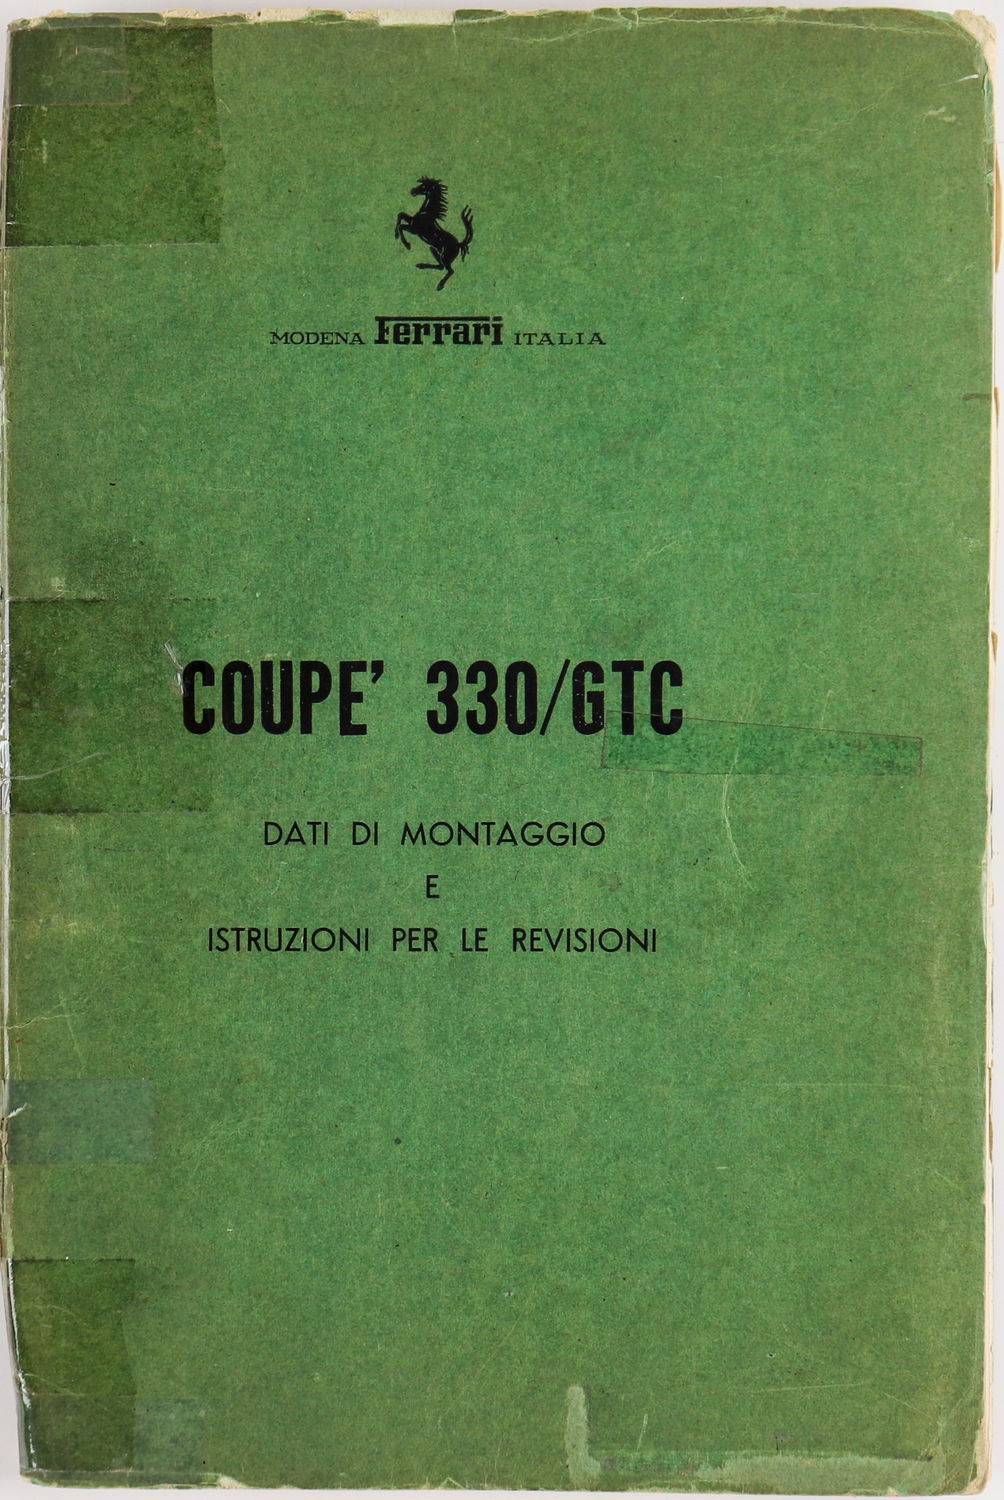 MODENA Ferrari ITALIA
COUPE' 330/GTC
DATI DI MONTAGGIO
E
ISTRUZIONI PER LE REVISIONI